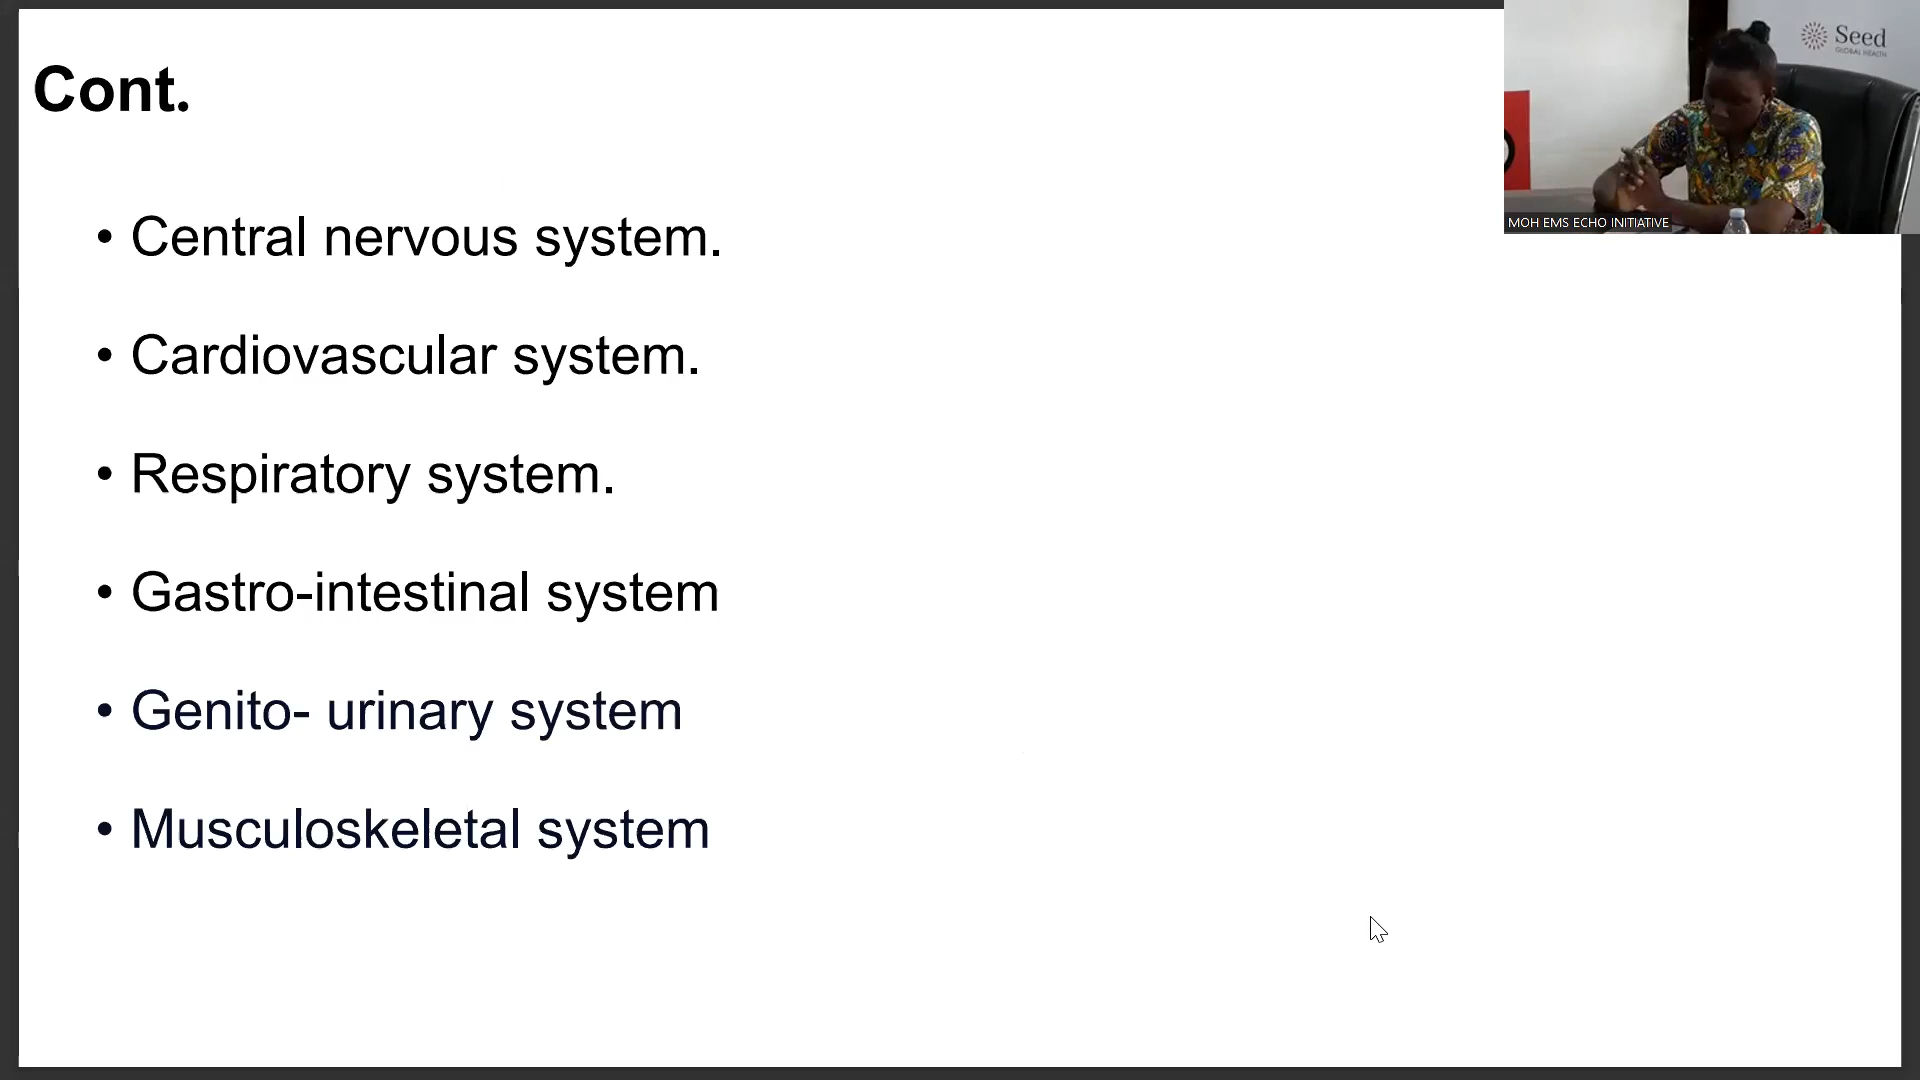 Cont.
• Central nervous system.
• Cardiovascular system.
• Respiratory system.
• Gastro-intestinal system
• Genito- urinary system
• Musculoskeletal system
Seed
GLOBAL HEALTH
MOH EMS ECHO INITIATIVE